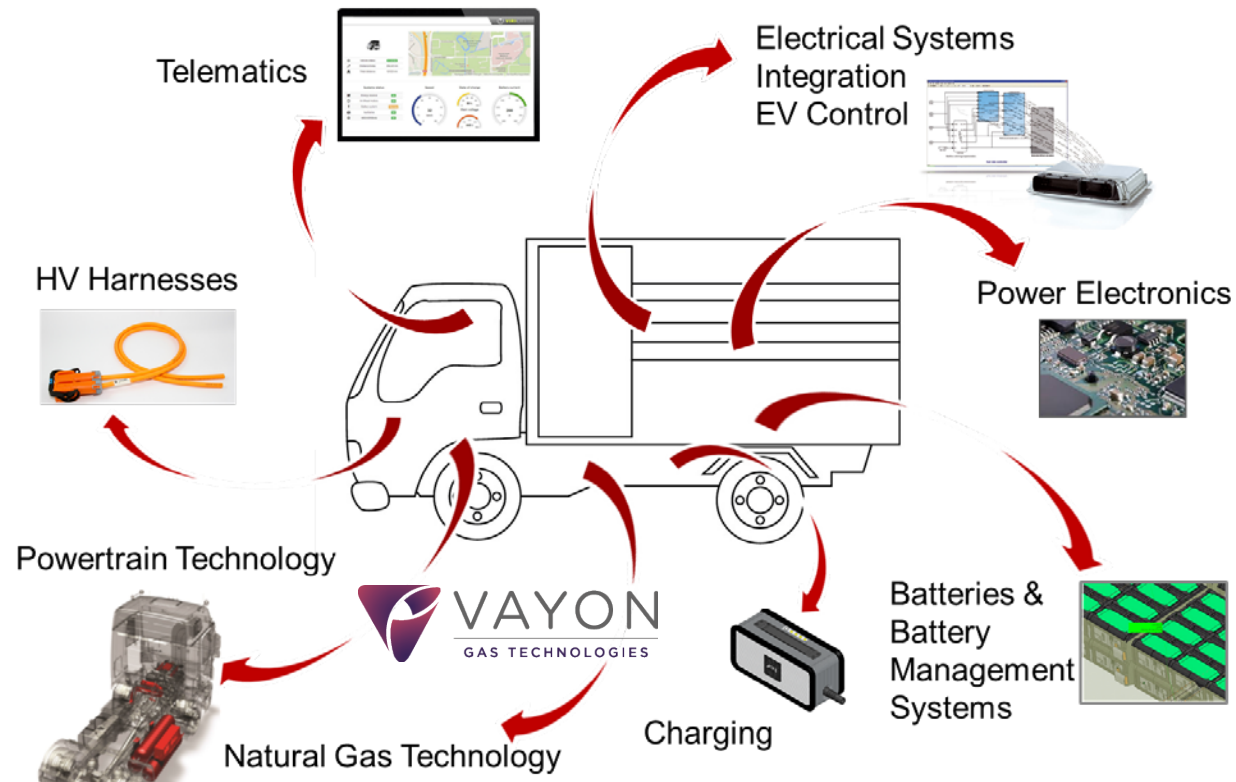 Telematics
Electrical Systems
Integration
EV Control
HV Harnesses
Power Electronics
Powertrain Technology
VAYON
GAS TECHNOLOGIES
Batteries &
Battery
Management
Systems
Charging
Natural Gas Technology